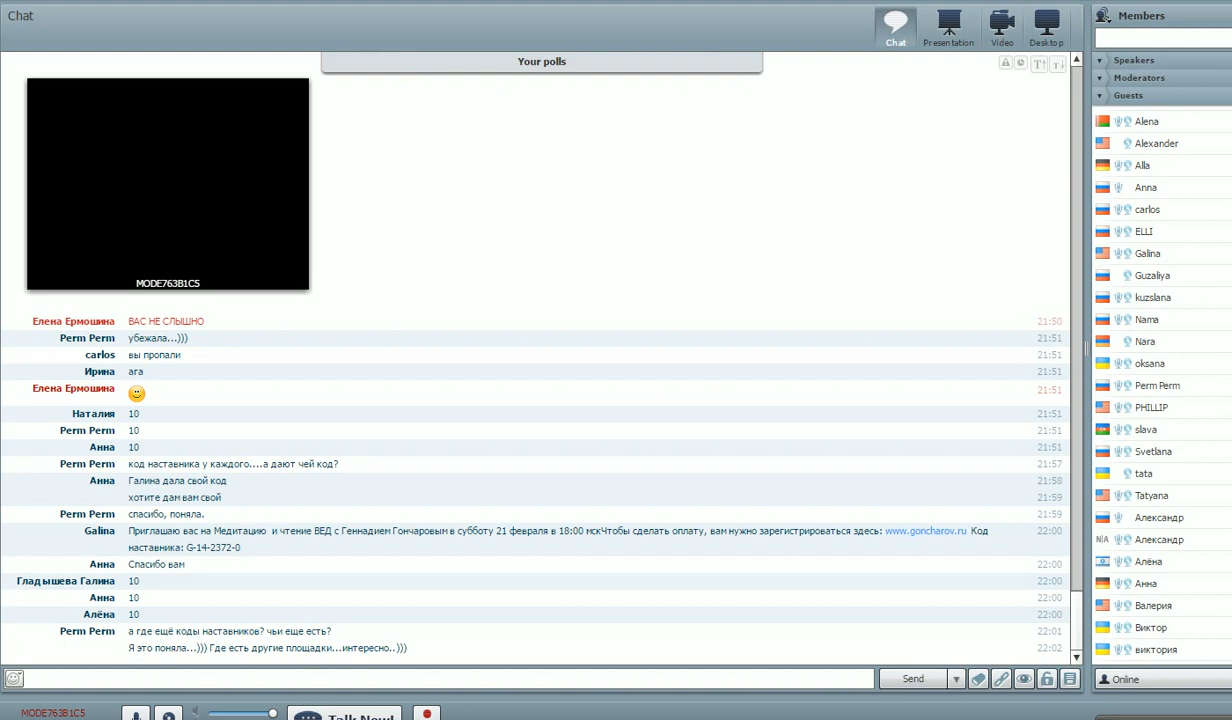 Chat
Chat Presentation Video Desktop
Your polls
MODE763B1C5
Елена Ермошина ВАС НЕ СЛЫШНО 21:50
Perm Perm убежала...))) 21:51
carlos вы пропали 21:51
Ирина ага 21:51
Елена Ермошина 21:51
Наталия 10 21:51
Perm Perm 10 21:51
Анна 10 21:51
Perm Perm код наставника у каждого....а дают чей код? 21:57
Анна Галина дала свой код 21:58
хотите дам вам свой 21:59
Perm Perm спасибо, поняла. 21:59
Galina Приглашаю вас на Медитацию и чтение ВЕД с Геннадием Гончаровым в субботу 21 февраля в 18:00 мскЧтобы сделать оплату, вам нужно зарегистрироваться здесь: www.goncharov.ru Код 22:00
наставника: G-14-2372-0
Анна Спасибо вам 22:00
Гладышева Галина 10 22:00
Анна 10 22:00
Алёна 10 22:00
Perm Perm а где ещё коды наставников? чьи еще есть? 22:01
Я это поняла...))) Где есть другие площадки...интересно..))) 22:02
Send
MODE763B1C5
Talk Now!
Members
Speakers
Moderators
Guests
Alena
Alexander
Alla
Anna
carlos
ELLI
Galina
Guzaliya
kuzslana
Nama
Nara
oksana
Perm Perm
PHILLIP
slava
Svetlana
tata
Tatyana
Александр
N/A Александр
Алёна
Анна
Валерия
Виктор
виктория
Online